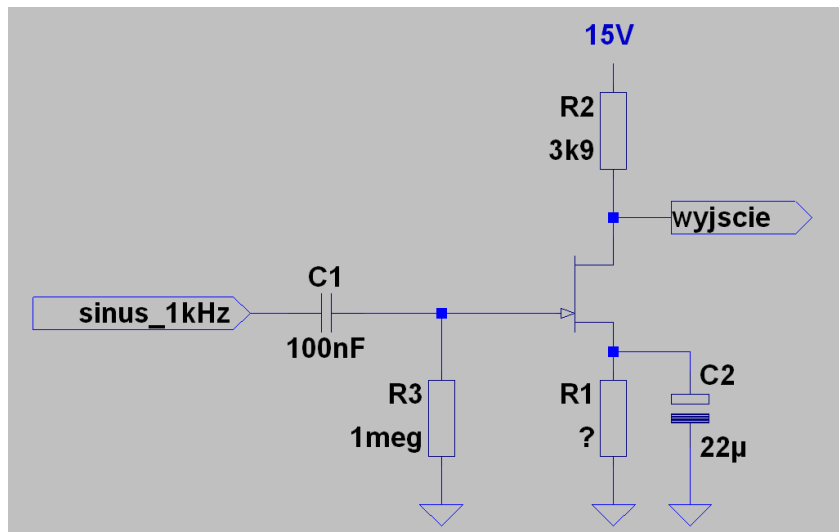 15V
R2
3k9
wyjscie
C1
sinus_1kHz
100nF
R3
1meg
R1
?
C2
22µ